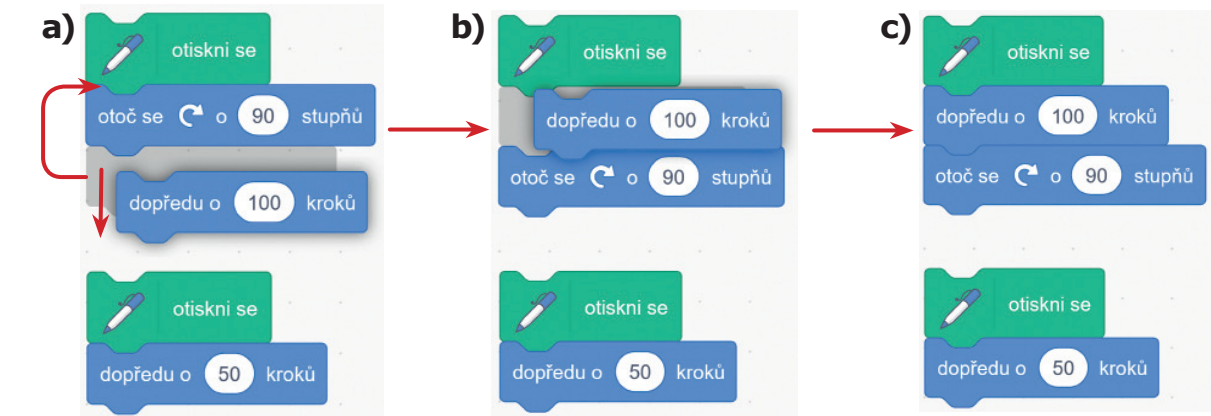 a)
otiskni se
otoč se o 90 stupňů
dopředu o 100 kroků
otiskni se
dopředu o 50 kroků
b)
otiskni se
dopředu o 100 kroků
otoč se o 90 stupňů
otiskni se
dopředu o 50 kroků
c)
otiskni se
dopředu o 100 kroků
otoč se o 90 stupňů
otiskni se
dopředu o 50 kroků